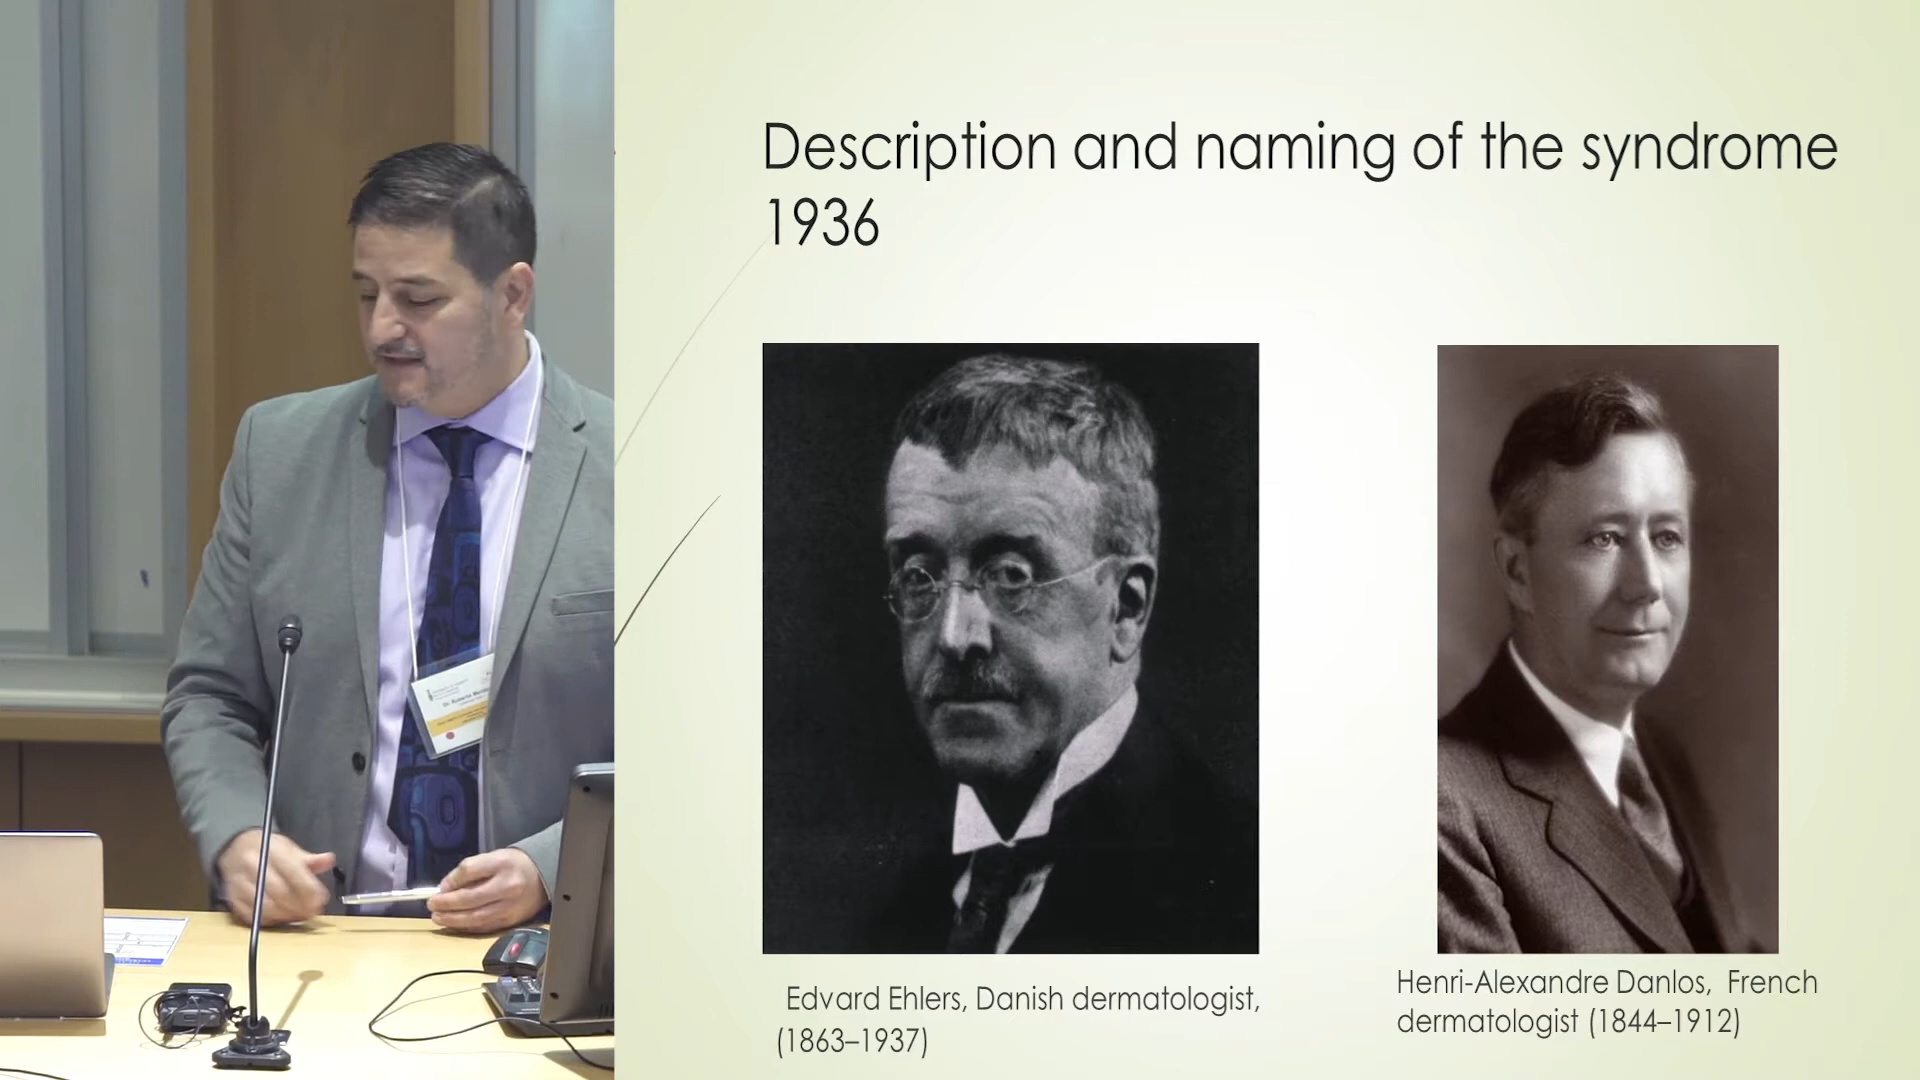 Description and naming of the syndrome
1936
Edvard Ehlers, Danish dermatologist,
(1863–1937)
Henri-Alexandre Danlos, French
dermatologist (1844–1912)